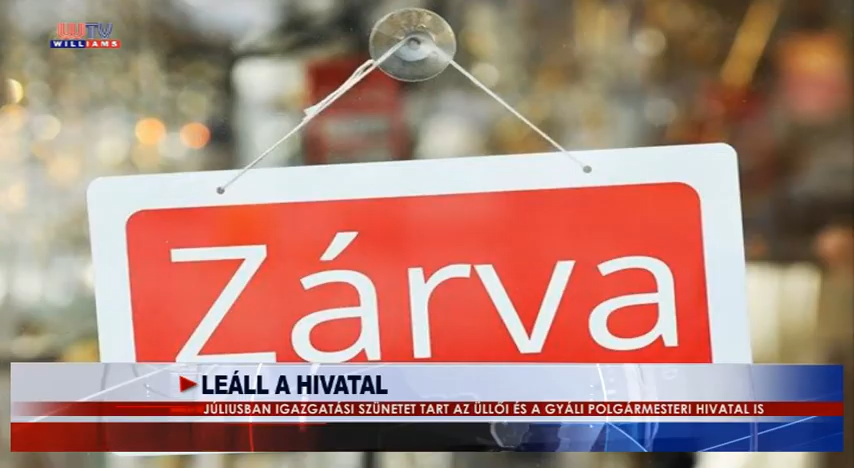 WTV
WILLIAMS
Zárva
LEÁLL A HIVATAL
JÚLIUSBAN IGAZGATÁSI SZÜNETET TART AZ ÜLLŐI ÉS A GYÁLI POLGÁRMESTERI HIVATAL IS